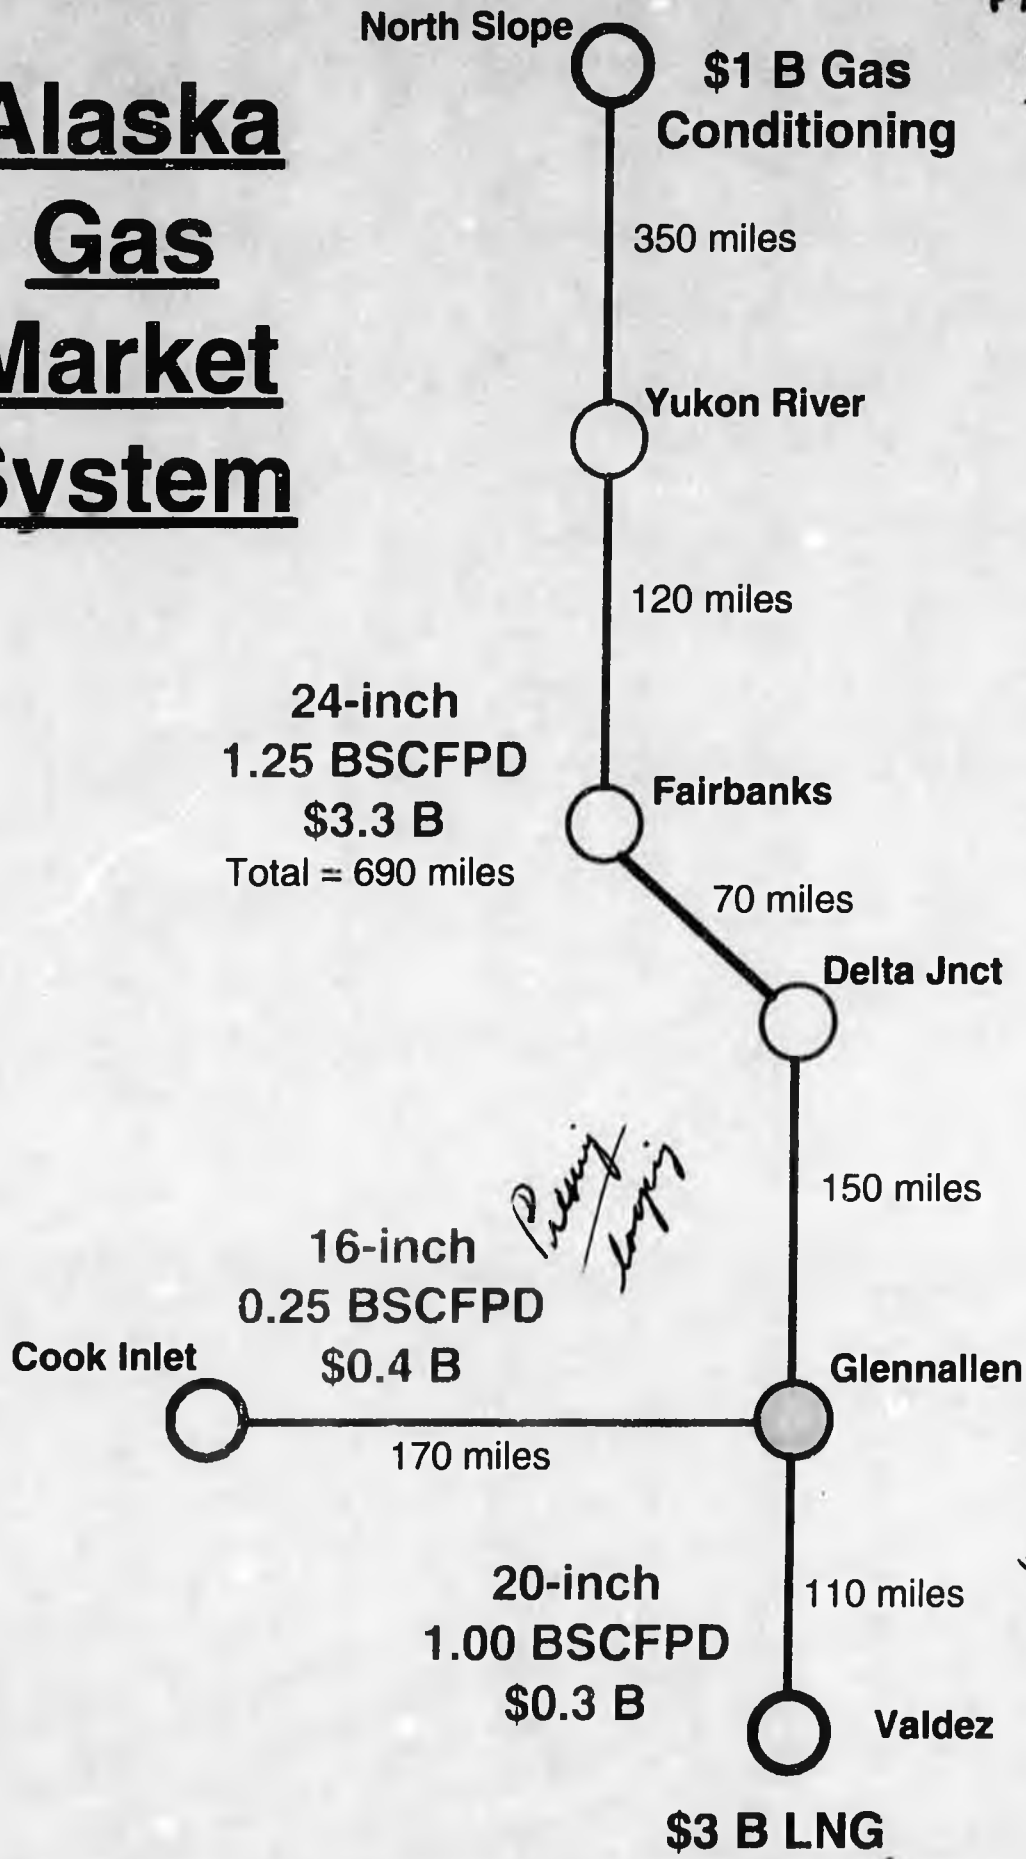 Alaska
Gas
Market
System
North Slope
$1 B Gas
Conditioning
350 miles
Yukon River
120 miles
24-inch
1.25 BSCFPD
$3.3 B
Total = 690 miles
Fairbanks
70 miles
Delta Jnct
150 miles
16-inch
0.25 BSCFPD
$0.4 B
Cook Inlet
170 miles
Glennallen
20-inch
1.00 BSCFPD
$0.3 B
110 miles
Valdez
$3 B LNG